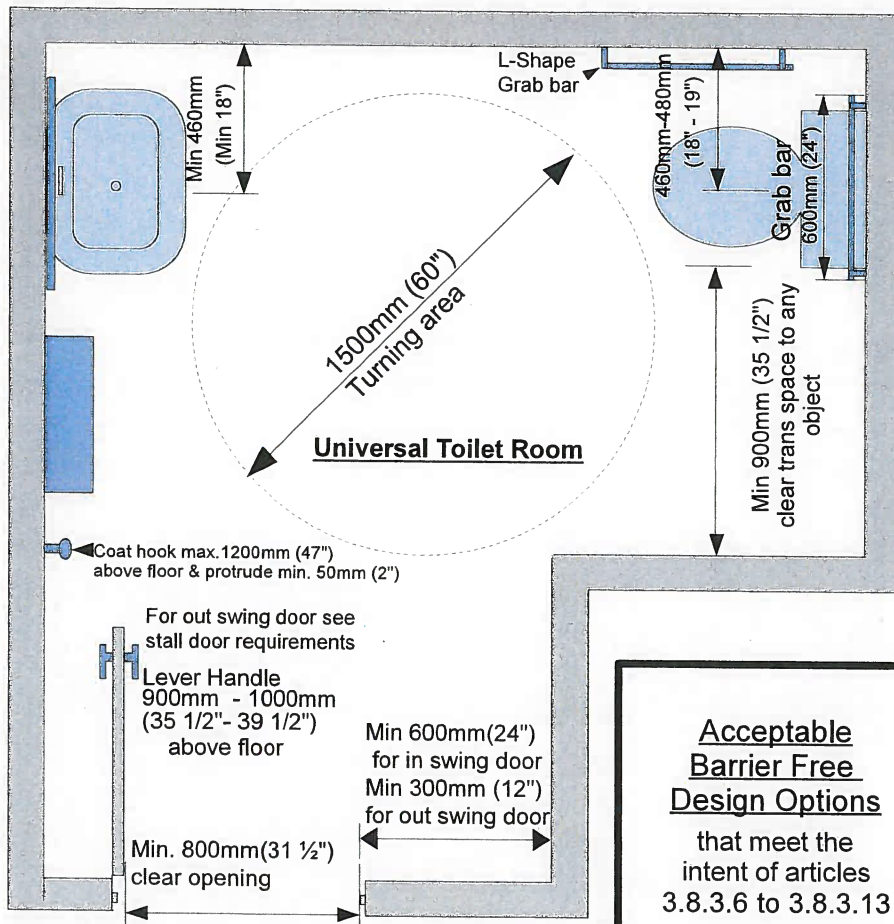 L-Shape
Grab bar
Min 460mm
(Min 18")
460mm-480mm
(18" - 19")
Grab bar
600mm (24")
1500mm (60")
Turning area
Min 900mm (35 1/2")
clear trans space to any
object
Universal Toilet Room
Coat hook max.1200mm (47")
above floor & protrude min. 50mm (2")
For out swing door see
stall door requirements
Lever Handle
900mm - 1000mm
(35 1/2"- 39 1/2")
above floor
Min 600mm(24")
for in swing door
Min 300mm (12")
for out swing door
Min. 800mm(31 ½")
clear opening
Acceptable
Barrier Free
Design Options
that meet the
intent of articles
3.8.3.6 to 3.8.3.13